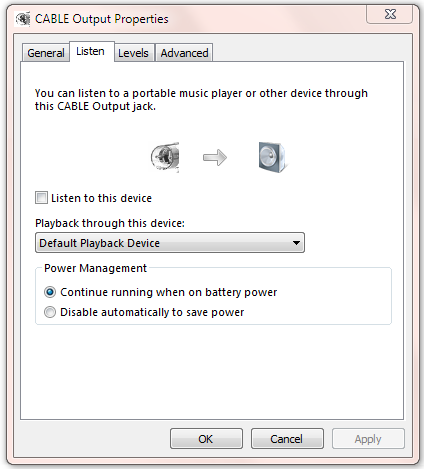 CABLE Output Properties
General Listen Levels Advanced
You can listen to a portable music player or other device through
this CABLE Output jack.
Listen to this device
Playback through this device:
Default Playback Device
Power Management
Continue running when on battery power
Disable automatically to save power
OK Cancel Apply